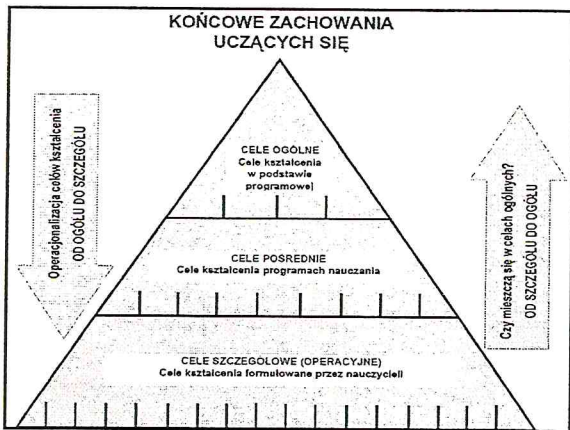 KOŃCOWE ZACHOWANIA
UCZĄCYCH SIĘ
Operacjonalizacja celów kształcenia
OD OGÓŁU DO SZCZEGÓŁU
CELE OGÓLNE
Cele kształcenia
w podstawie
programowej
CELE POŚREDNIE
Cele kształcenia programach nauczania
CELE SZCZEGÓŁOWE (OPERACYJNE)
Cele kształcenia formułowane przez nauczycieli
Czy mieszczą się w celach ogólnych?
OD SZCZEGÓŁU DO OGÓŁU